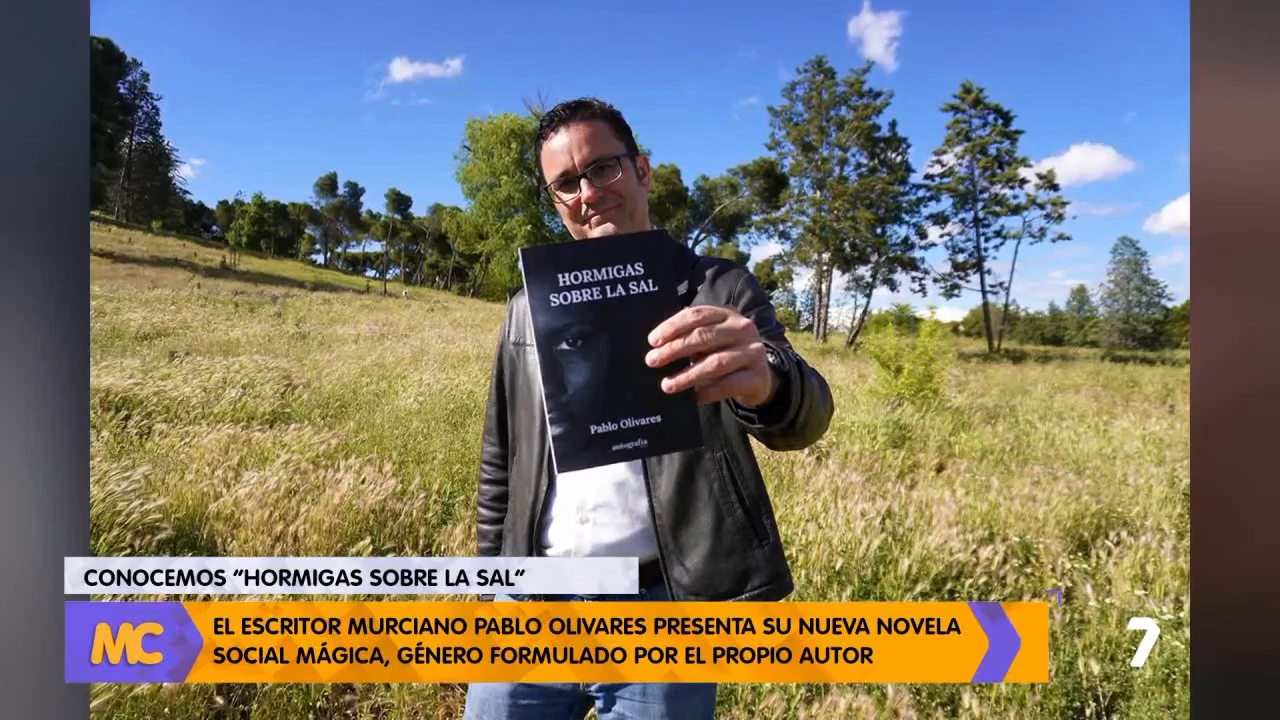 HORMIGAS
SOBRE LA SAL
Pablo Olivares
autografía
CONOCEMOS “HORMIGAS SOBRE LA SAL”
MC
EL ESCRITOR MURCIANO PABLO OLIVARES PRESENTA SU NUEVA NOVELA
SOCIAL MÁGICA, GÉNERO FORMULADO POR EL PROPIO AUTOR
7